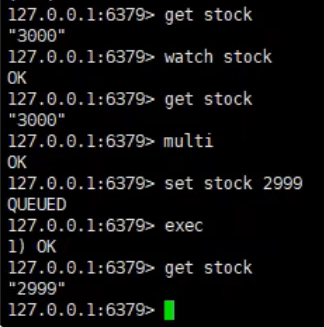 127.0.0.1:6379> get stock
"3000"
127.0.0.1:6379> watch stock
OK
127.0.0.1:6379> get stock
"3000"
127.0.0.1:6379> multi
OK
127.0.0.1:6379> set stock 2999
QUEUED
127.0.0.1:6379> exec
1) OK
127.0.0.1:6379> get stock
"2999"
127.0.0.1:6379>